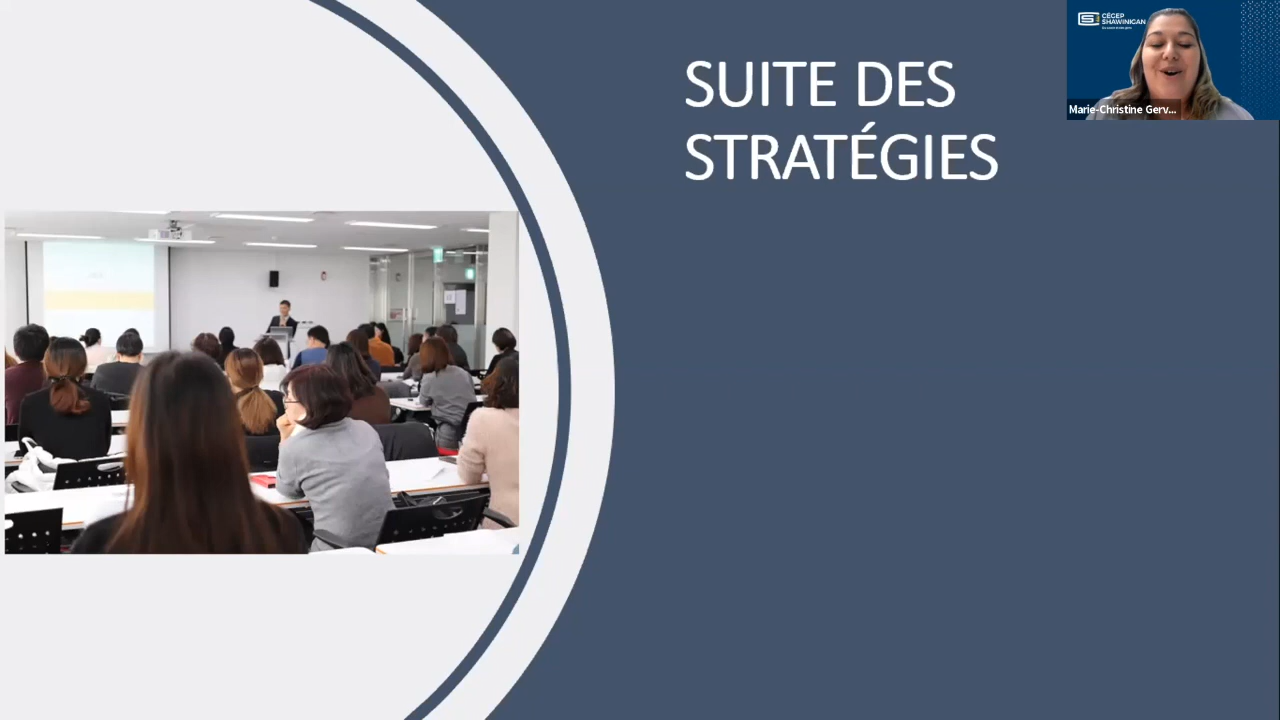 SUITE DES
STRATÉGIES
CÉGEP
SHAWINIGAN
Marie-Christine Gerv...